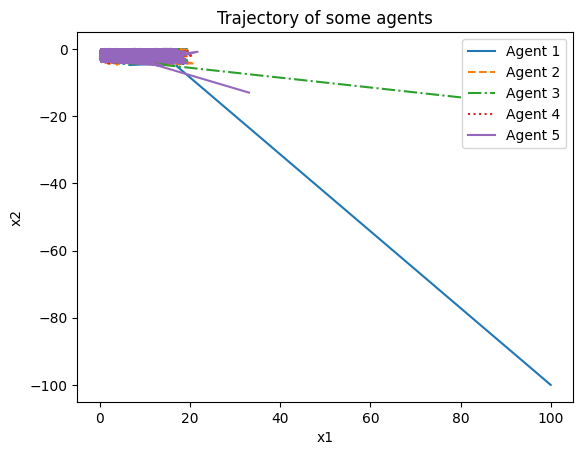 Trajectory of some agents
Agent 1
Agent 2
Agent 3
Agent 4
Agent 5
0
−20
−40
−60
−80
−100
x2
0
20
40
60
80
100
x1